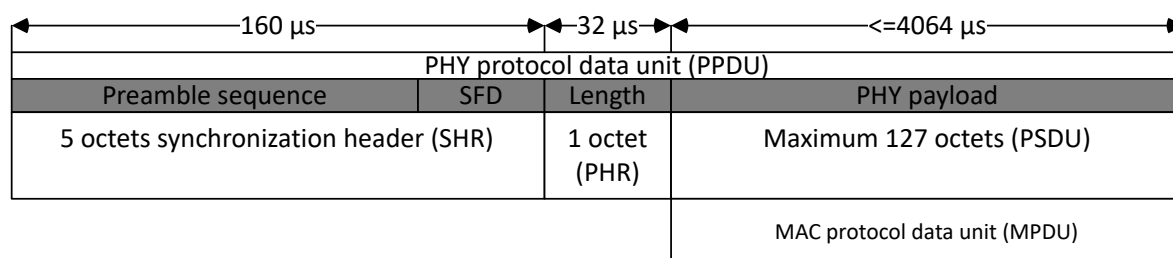 160 µs 32 µs <=4064 µs
PHY protocol data unit (PPDU)
Preamble sequence SFD Length PHY payload
5 octets synchronization header (SHR) 1 octet Maximum 127 octets (PSDU)
(PHR)
MAC protocol data unit (MPDU)